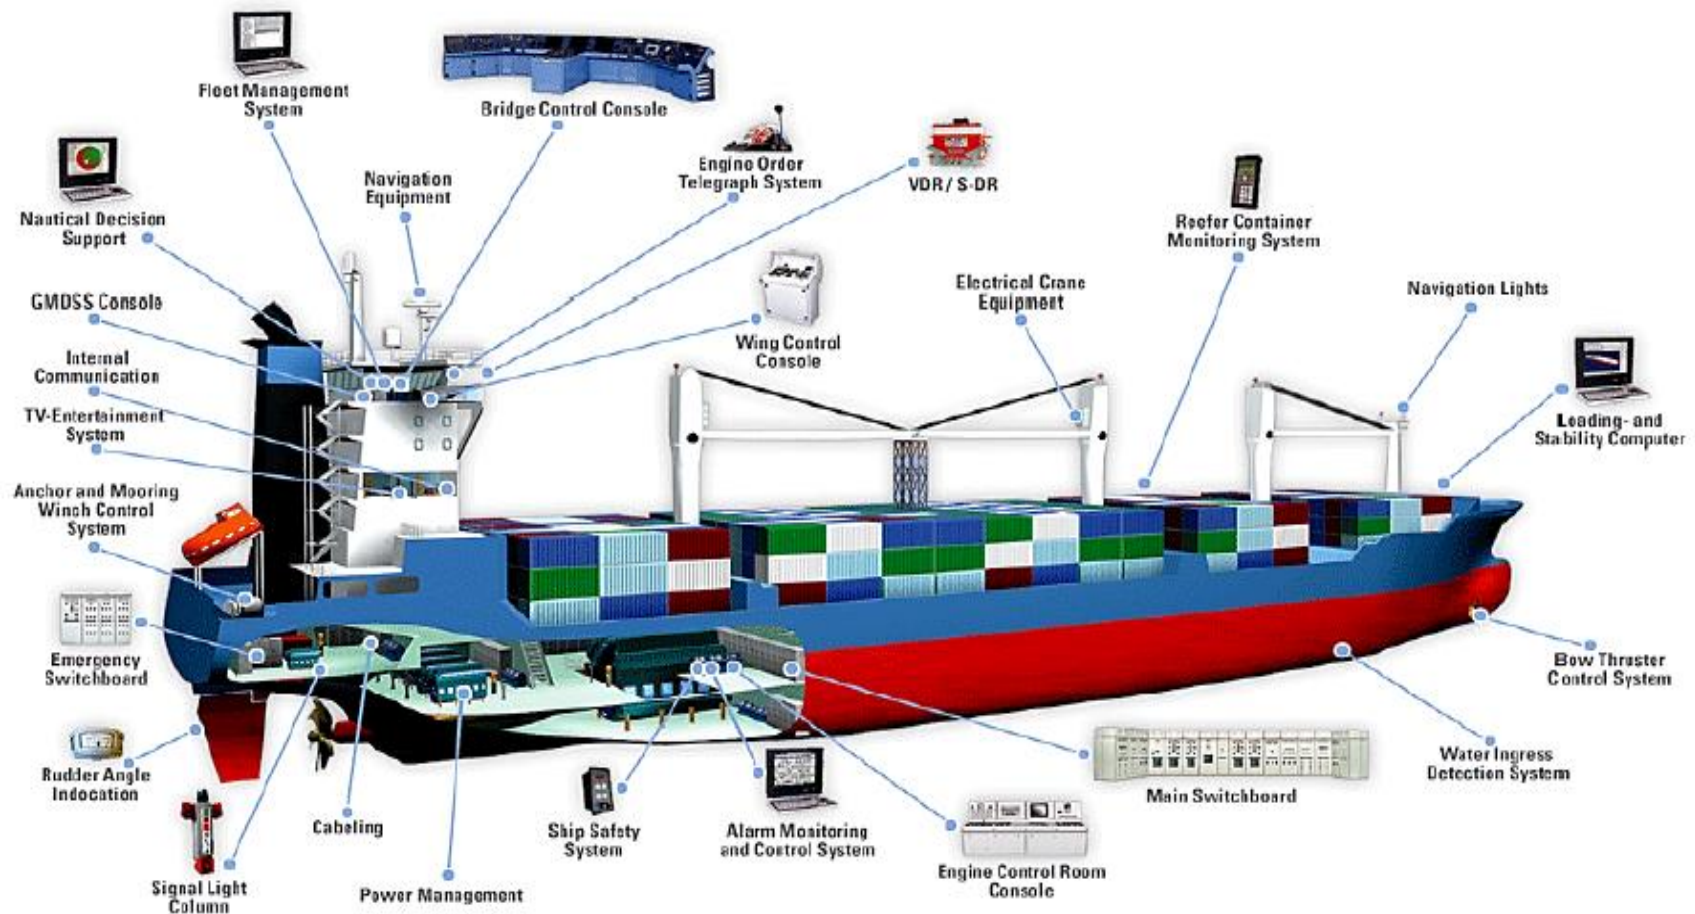 Fleet Management
System
Bridge Control Console
Nautical Decision
Support
Navigation
Equipment
Engine Order
Telegraph System
VDR / S-DR
Reefer Container
Monitoring System
GMDSS Console
Internal
Communication
TV-Entertainment
System
Anchor and Mooring
Winch Control
System
Wing Control
Console
Electrical Crane
Equipment
Navigation Lights
Loading- and
Stability Computer
Emergency
Switchboard
Rudder Angle
Indocation
Signal Light
Column
Cabeling
Power Management
Ship Safety
System
Alarm Monitoring
and Control System
Engine Control Room
Console
Main Switchboard
Water Ingress
Detection System
Bow Thruster
Control System